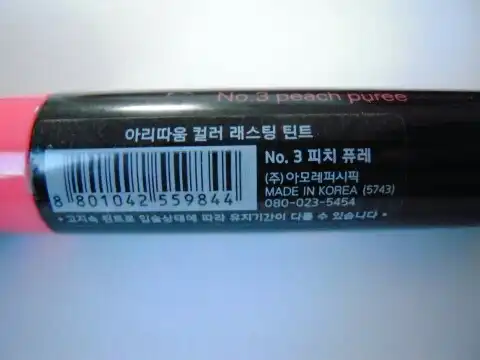 No.3 peach puree
아리따움 컬러 래스팅 틴트
No. 3 피치 퓨레
(주)아모레퍼시픽
MADE IN KOREA (5743)
080-023-5454
8 801042 559844
• 고지속 틴트로 입술상태에 따라 유지기간이 다를 수 있습니다 •